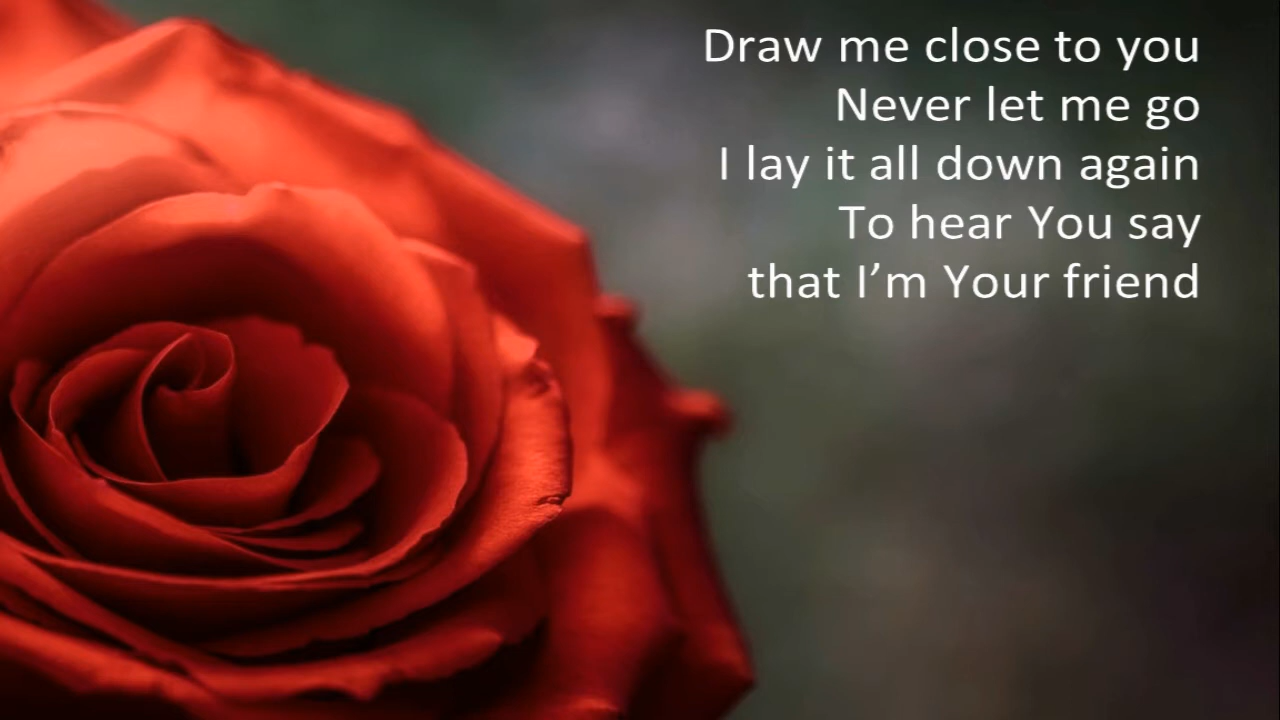 Draw me close to you
Never let me go
I lay it all down again
To hear You say
that I’m Your friend